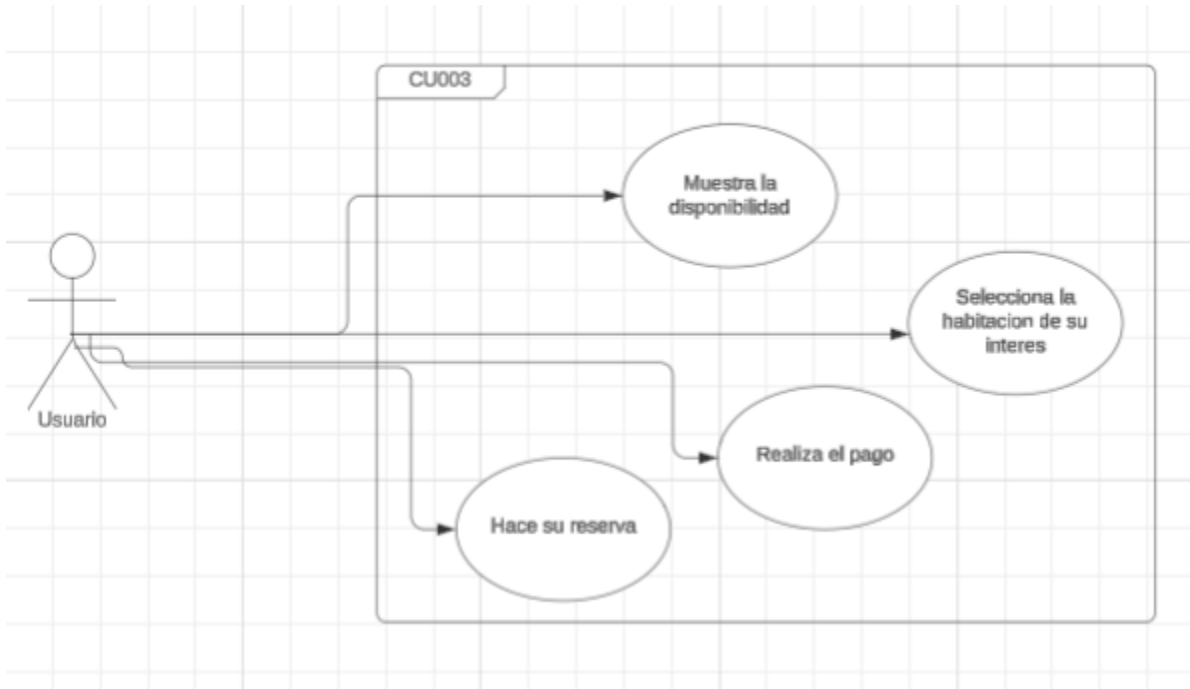 CU003
Muestra la
disponibilidad
Selecciona la
habitacion de su
interes
Usuario
Realiza el pago
Hace su reserva